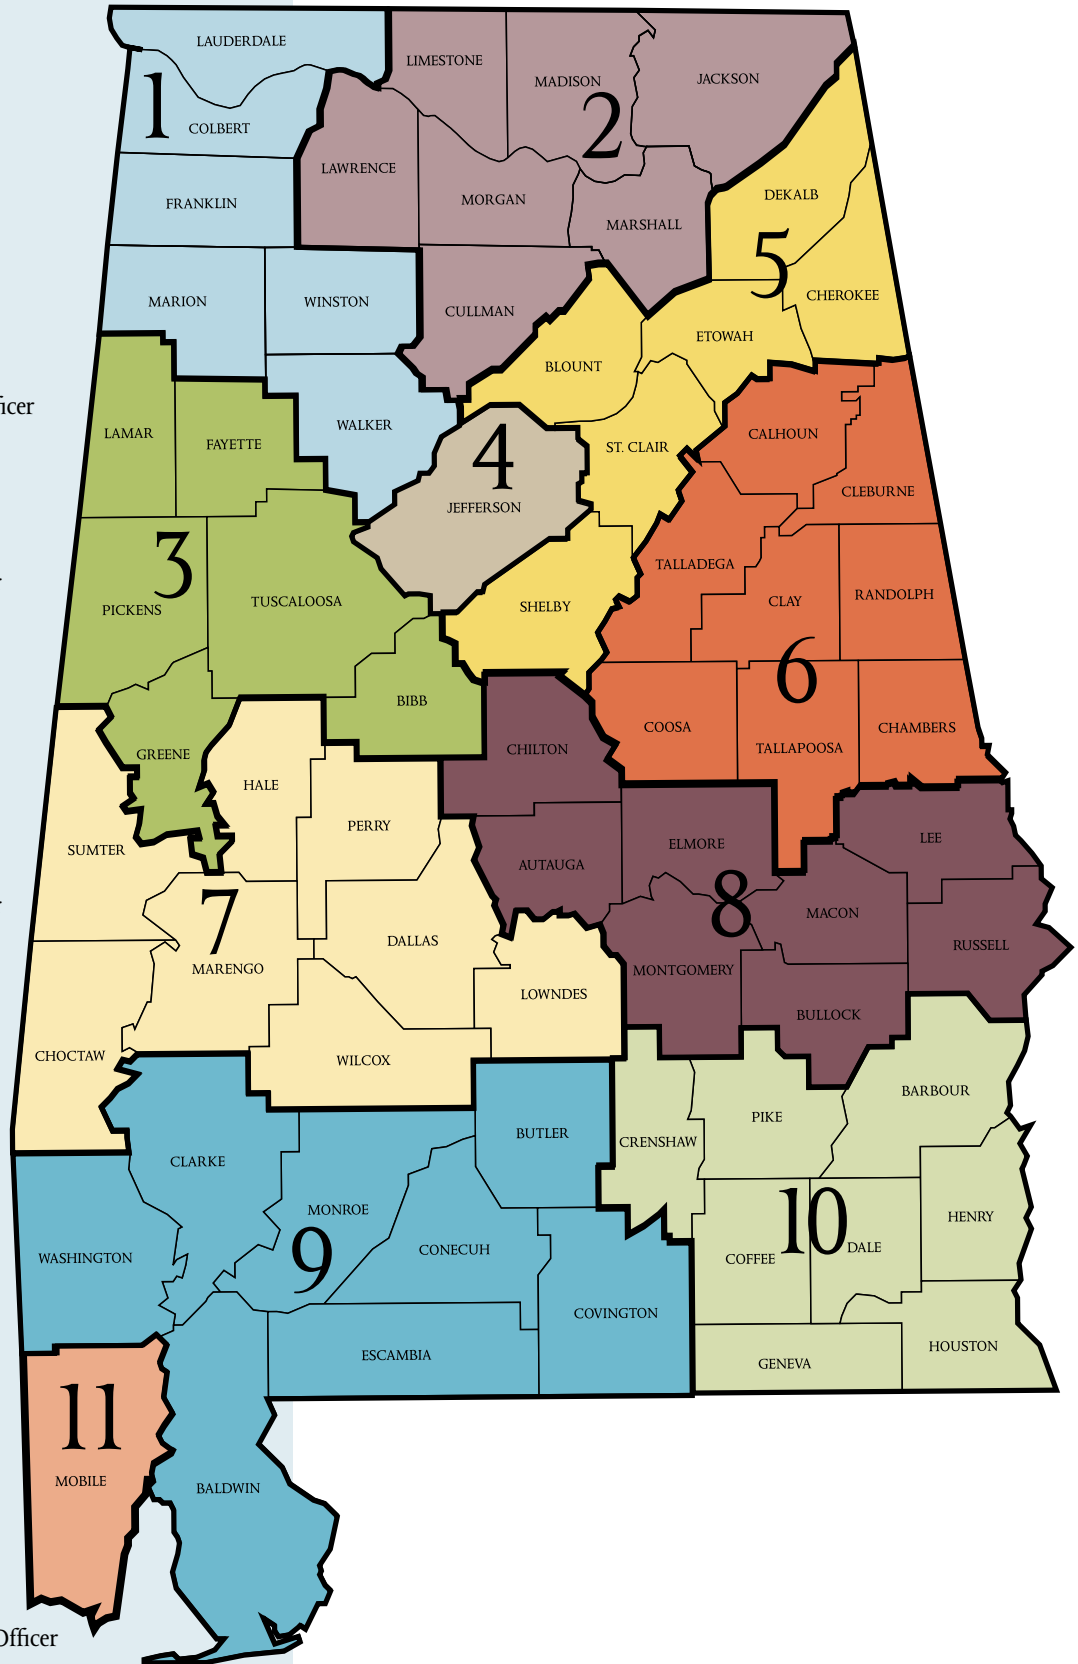 LAUDERDALE
LIMESTONE
MADISON
JACKSON
1
COLBERT
2
LAWRENCE
FRANKLIN
MORGAN
MARSHALL
DEKALB
5
MARION
WINSTON
CULLMAN
CHEROKEE
ETOWAH
BLOUNT
ficer
LAMAR
FAYETTE
WALKER
4
ST. CLAIR
CALHOUN
JEFFERSON
CLEBURNE
3
TALLADEGA
PICKENS
TUSCALOOSA
SHELBY
CLAY
RANDOLPH
6
BIBB
COOSA
TALLAPOOSA
CHAMBERS
GREENE
HALE
CHILTON
PERRY
SUMTER
AUTAUGA
ELMORE
LEE
7
8
MACON
MARENGO
DALLAS
MONTGOMERY
RUSSELL
LOWNDES
BULLOCK
CHOCTAW
WILCOX
BARBOUR
PIKE
BUTLER
CRENSHAW
CLARKE
MONROE
10
HENRY
WASHINGTON
9
CONECUH
COFFEE
DALE
COVINGTON
ESCAMBIA
HOUSTON
GENEVA
11
MOBILE
BALDWIN
Officer